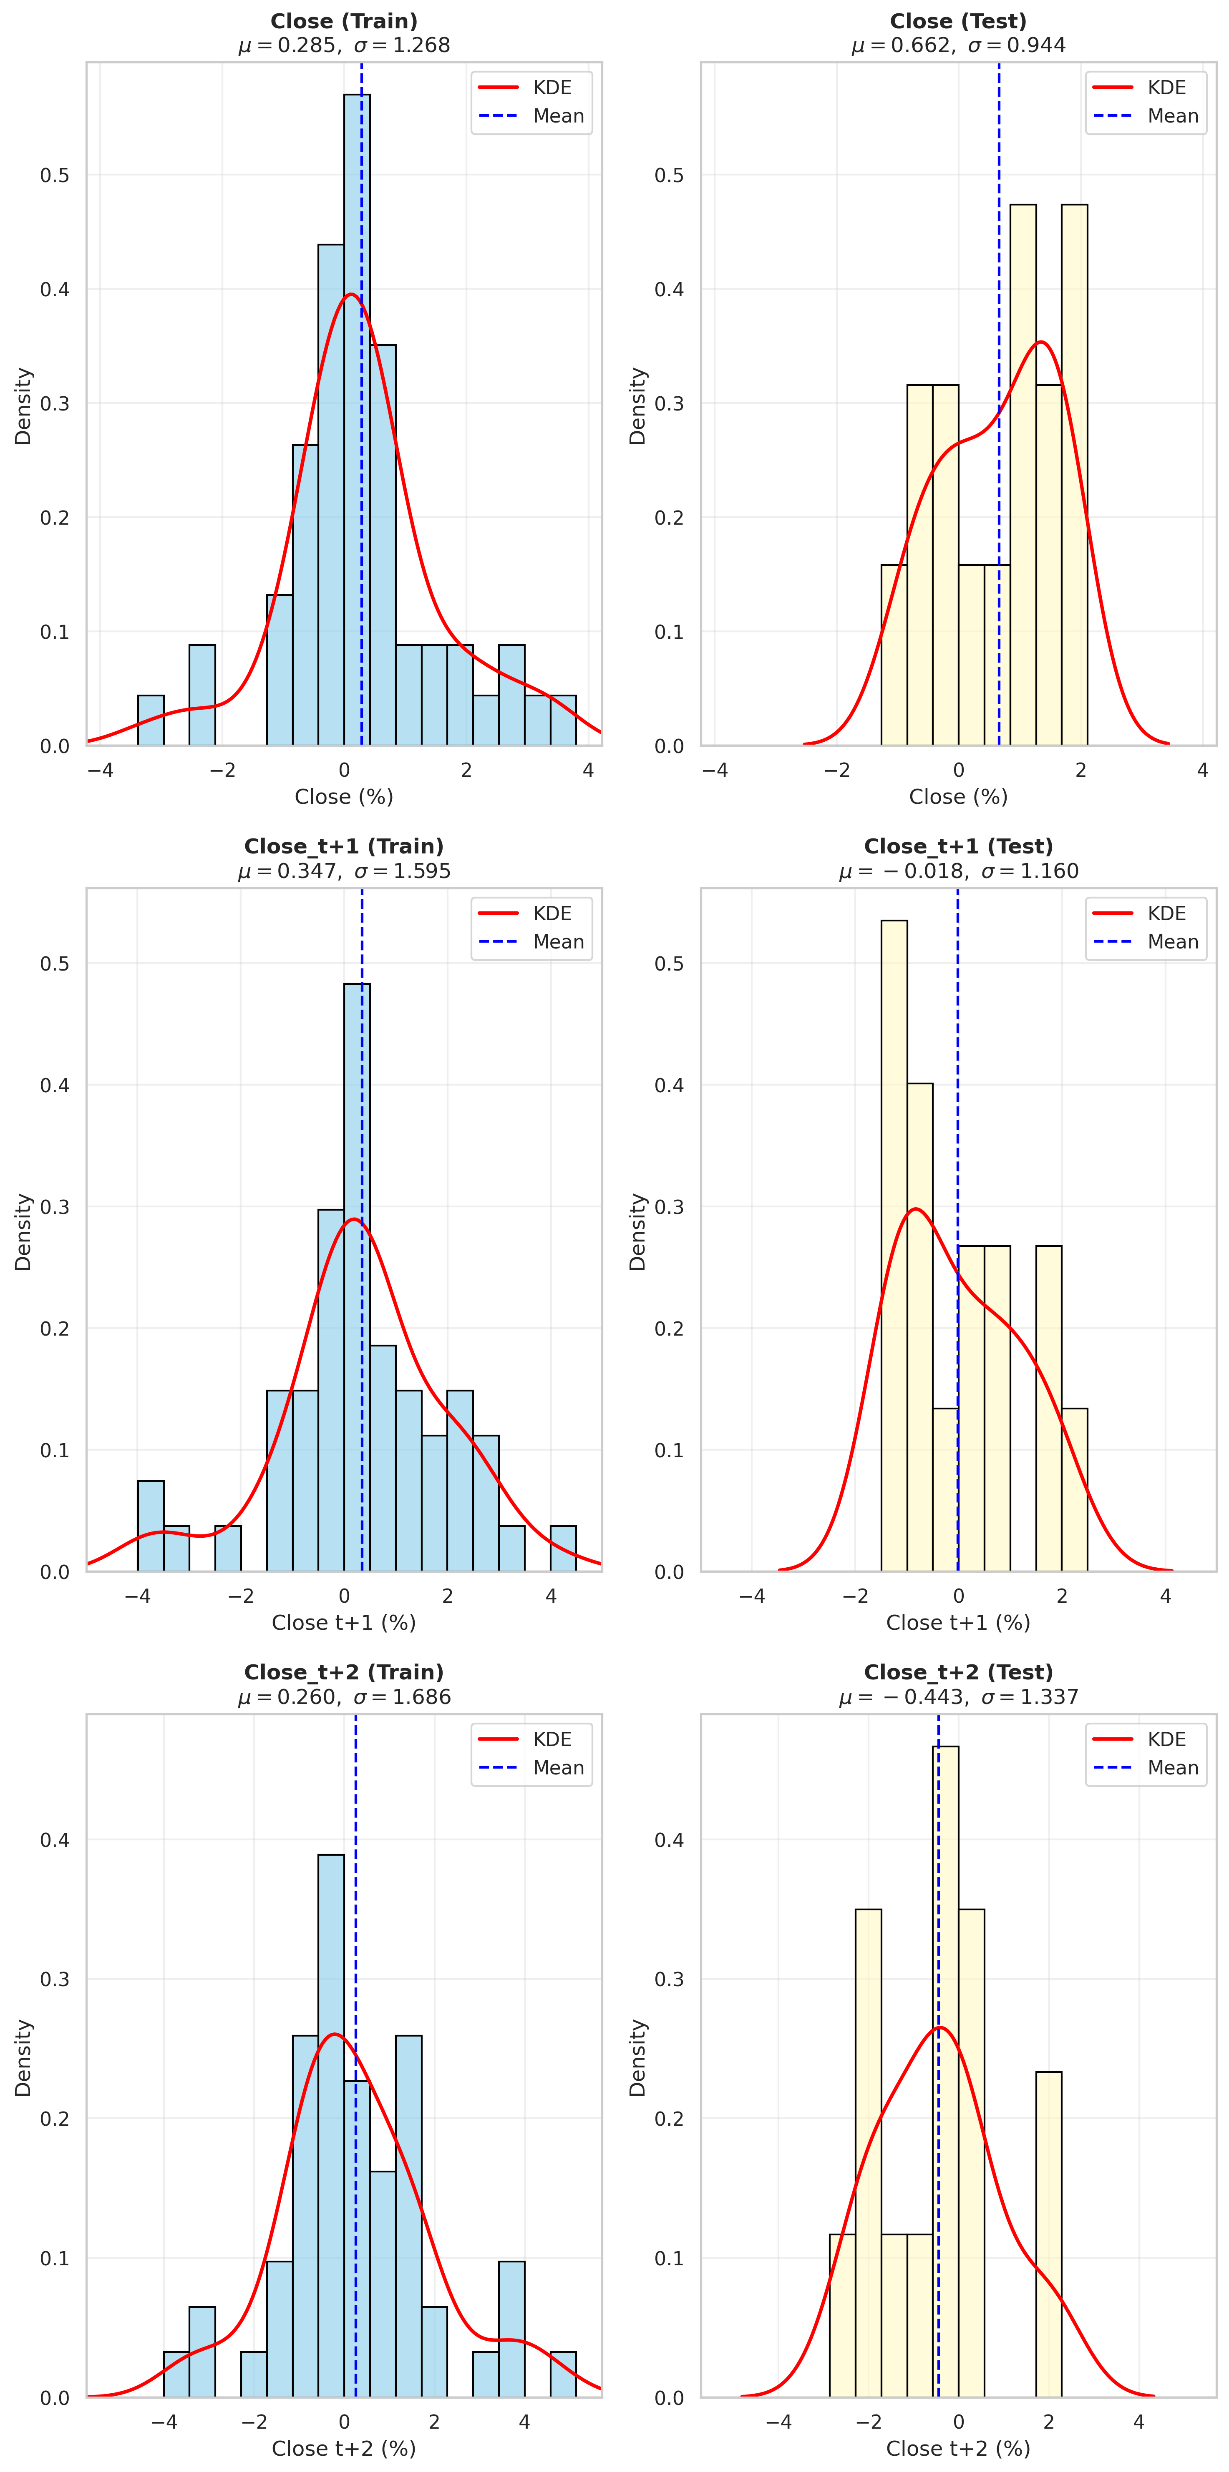 Close (Train)
μ = 0.285, σ = 1.268
KDE
Mean
0.5
0.4
0.3
0.2
0.1
0.0
Density
−4 −2 0 2 4
Close (%)
Close (Test)
μ = 0.662, σ = 0.944
KDE
Mean
0.5
0.4
0.3
0.2
0.1
0.0
Density
−4 −2 0 2 4
Close (%)
Close_t+1 (Train)
μ = 0.347, σ = 1.595
KDE
Mean
0.5
0.4
0.3
0.2
0.1
0.0
Density
−4 −2 0 2 4
Close t+1 (%)
Close_t+1 (Test)
μ = −0.018, σ = 1.160
KDE
Mean
0.5
0.4
0.3
0.2
0.1
0.0
Density
−4 −2 0 2 4
Close t+1 (%)
Close_t+2 (Train)
μ = 0.260, σ = 1.686
KDE
Mean
0.4
0.3
0.2
0.1
0.0
Density
−4 −2 0 2 4
Close t+2 (%)
Close_t+2 (Test)
μ = −0.443, σ = 1.337
KDE
Mean
0.4
0.3
0.2
0.1
0.0
Density
−4 −2 0 2 4
Close t+2 (%)